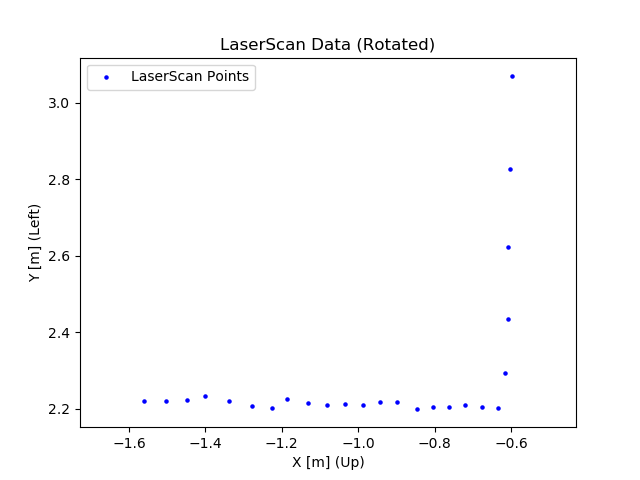 LaserScan Data (Rotated)
LaserScan Points
3.0
2.8
2.6
2.4
2.2
Y [m] (Left)
−1.6 −1.4 −1.2 −1.0 −0.8 −0.6
X [m] (Up)